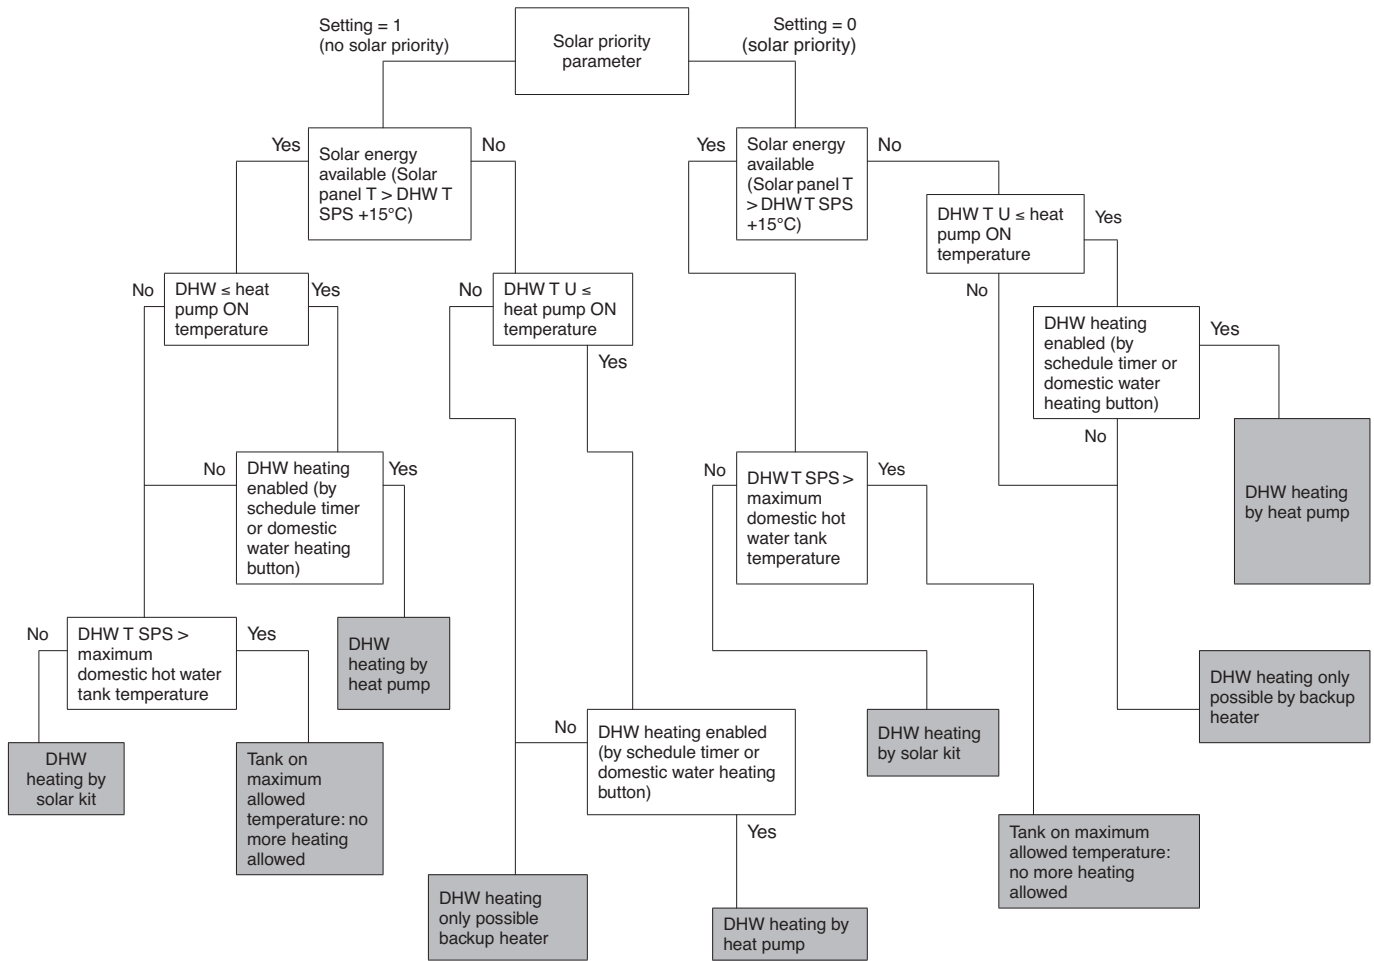 Setting = 1
(no solar priority)
Solar priority
parameter
Setting = 0
(solar priority)
Yes
Solar energy
available (Solar
panel T > DHW T
SPS +15°C)
No
Yes
Solar energy
available
(Solar panel T
> DHW T SPS
+15°C)
No
DHW T U ≤ heat
pump ON
temperature
Yes
No
No
DHW ≤ heat
pump ON
temperature
Yes
No
DHW T U ≤
heat pump ON
temperature
Yes
DHW heating
enabled (by
schedule timer or
domestic water
heating button)
Yes
No
No
DHW heating
enabled (by
schedule timer
or domestic
water heating
button)
Yes
No
DHW T SPS >
maximum
domestic hot
water tank
temperature
Yes
DHW heating
by heat pump
No
DHW T SPS >
maximum
domestic hot water
tank temperature
Yes
DHW
heating by
heat pump
DHW heating only
possible by backup
heater
DHW
heating by
solar kit
Tank on
maximum
allowed
temperature: no
more heating
allowed
No
DHW heating enabled
(by schedule timer or
domestic water heating
button)
Yes
DHW heating
by solar kit
Tank on maximum
allowed temperature:
no more heating
allowed
DHW heating
only possible
backup heater
DHW heating by
heat pump